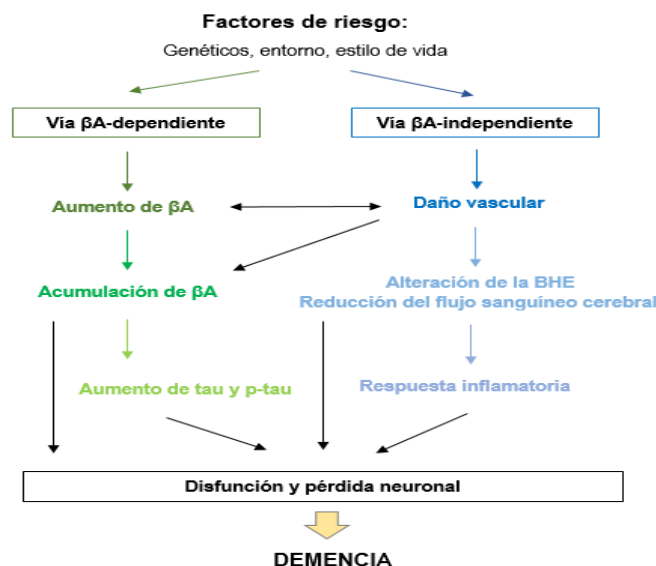 Factores de riesgo:
Genéticos, entorno, estilo de vida
Vía βA-dependiente
Vía βA-independiente
Aumento de βA
Daño vascular
Acumulación de βA
Alteración de la BHE
Reducción del flujo sanguíneo cerebral
Aumento de tau y p-tau
Respuesta inflamatoria
Disfunción y pérdida neuronal
DEMENCIA